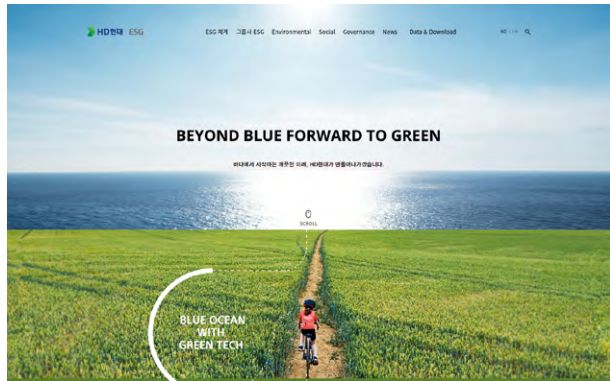 HD현대 ESG
ESG 체계 그룹사 ESG Environmental Social Governance News Data & Download
KO EN
BEYOND BLUE FORWARD TO GREEN
바다에서 시작하는 깨끗한 미래, HD현대가 만들어나가겠습니다.
SCROLL
BLUE OCEAN
WITH
GREEN TECH